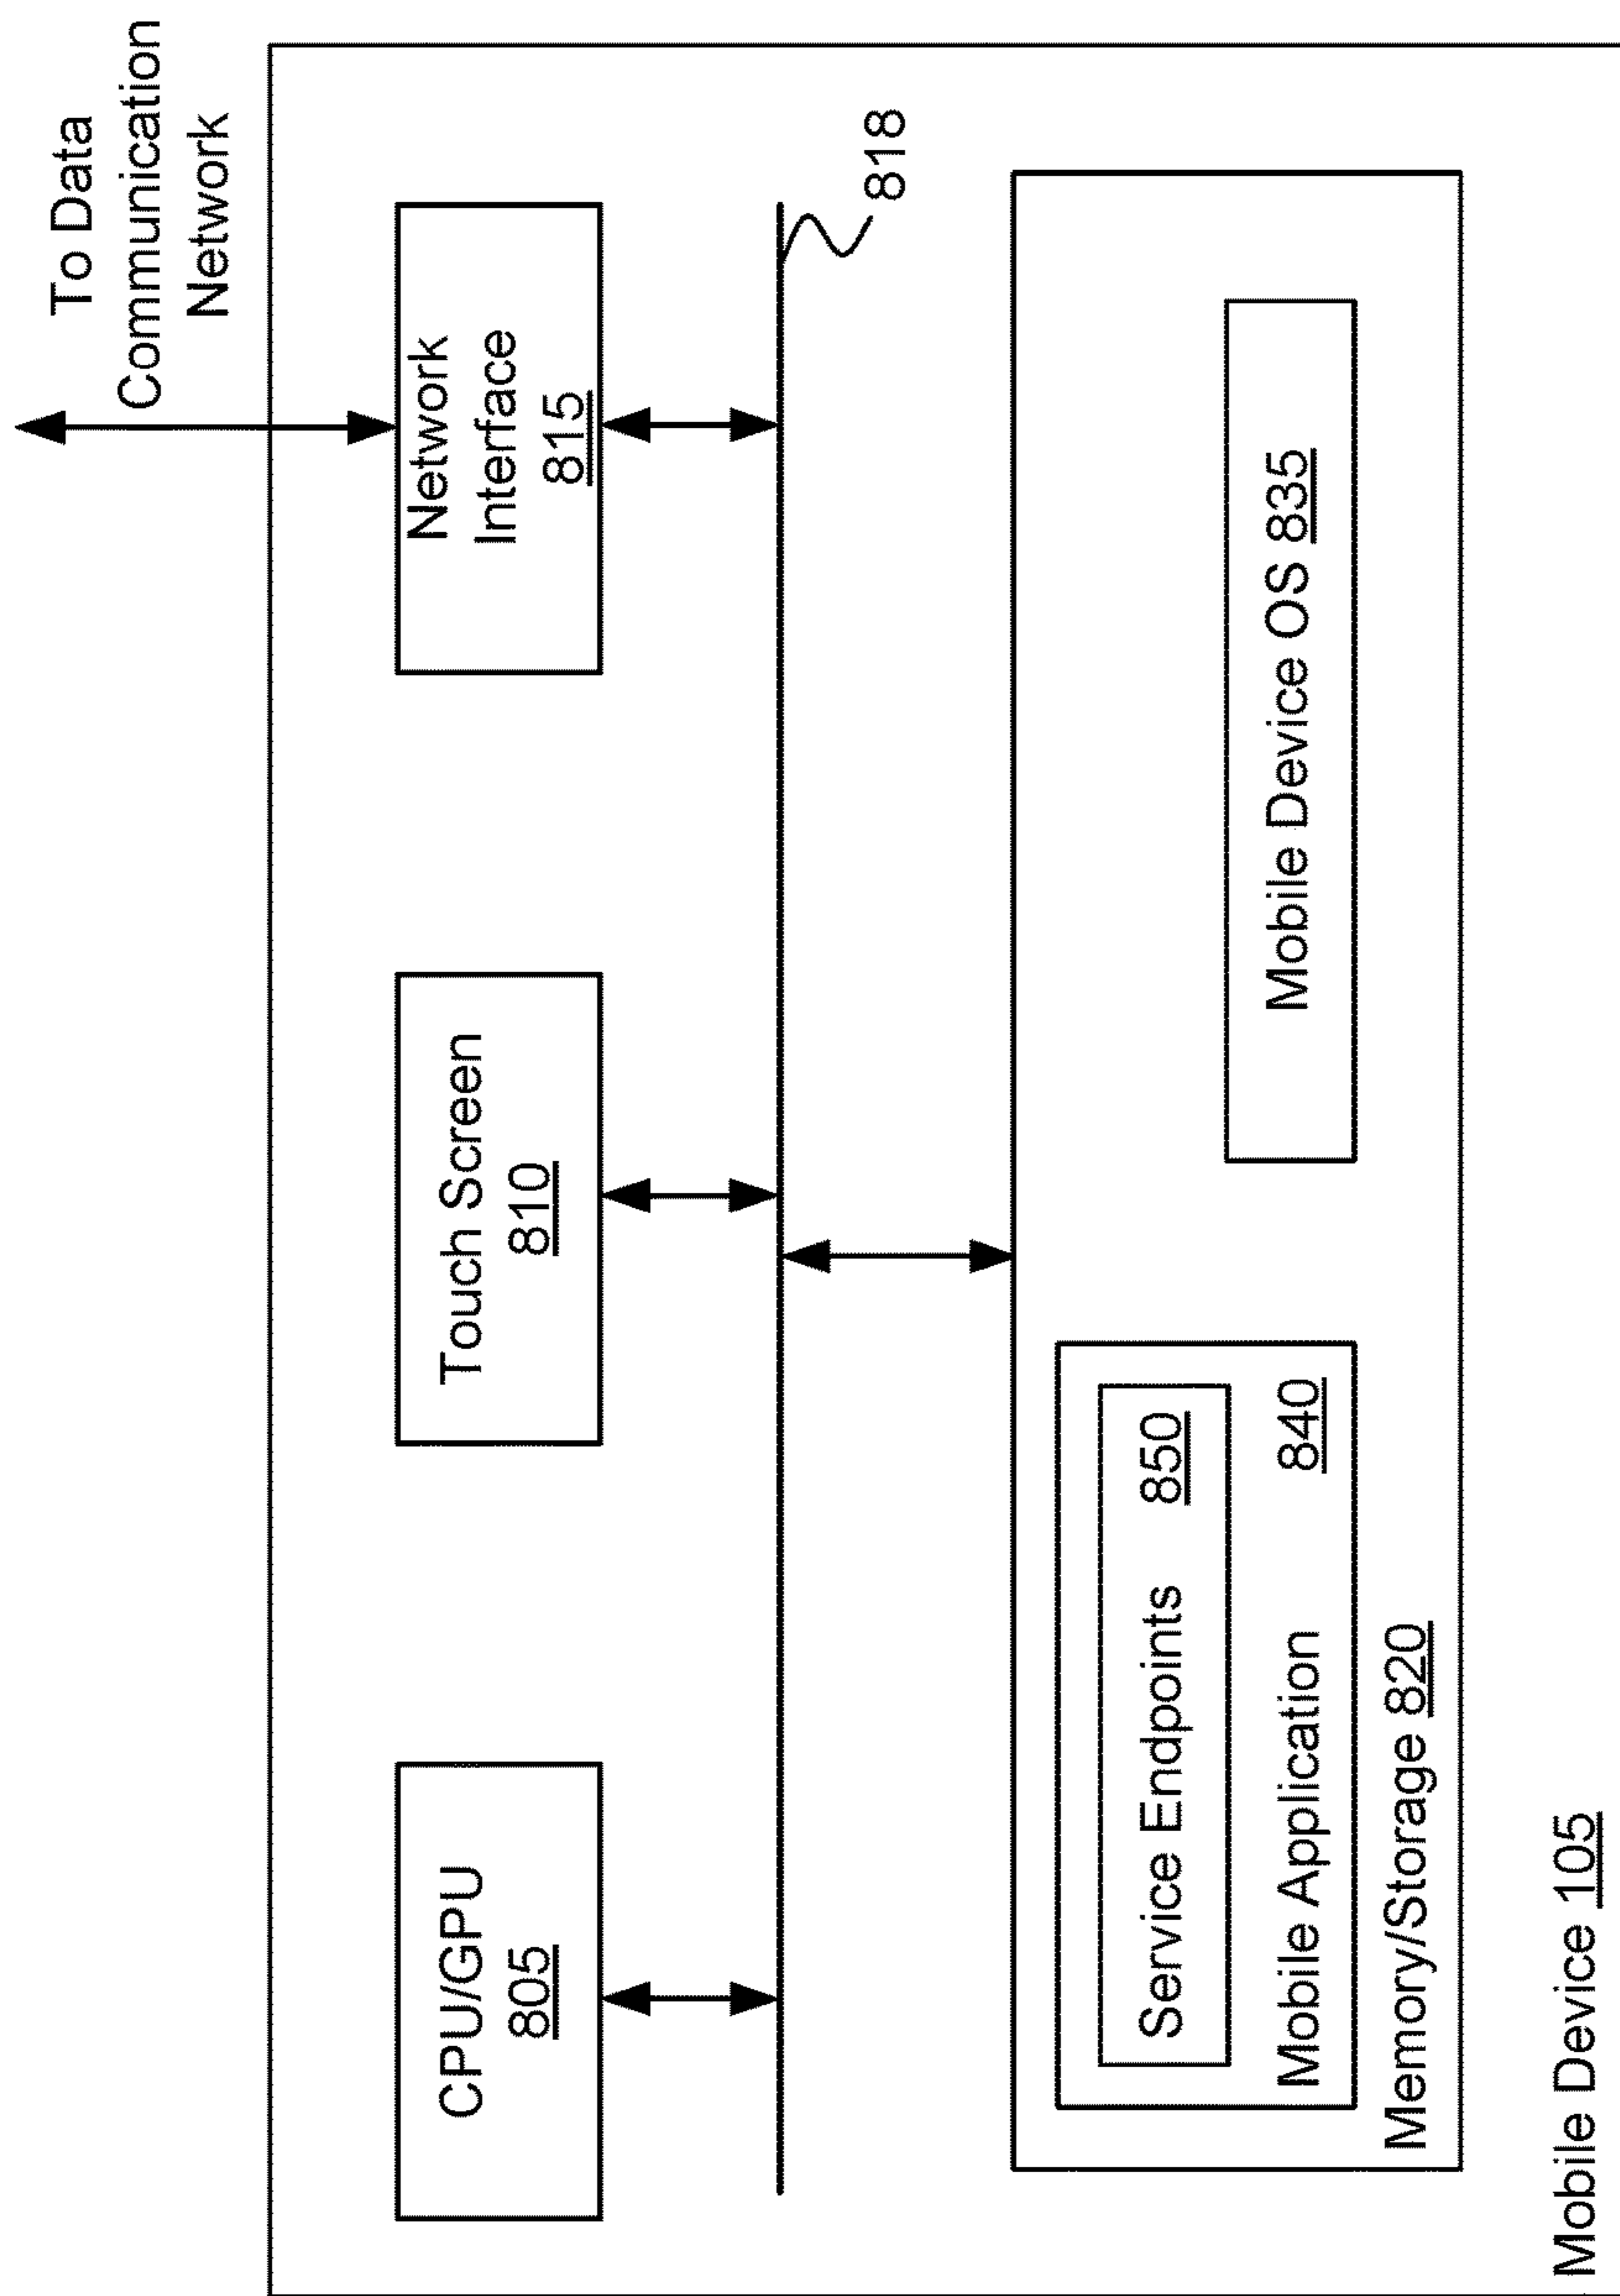 To Data
Communication
Network
CPU/GPU
805
Touch Screen
810
Network
Interface
815
818
Service Endpoints 850
Mobile Application 840
Mobile Device OS 835
Memory/Storage 820
Mobile Device 105